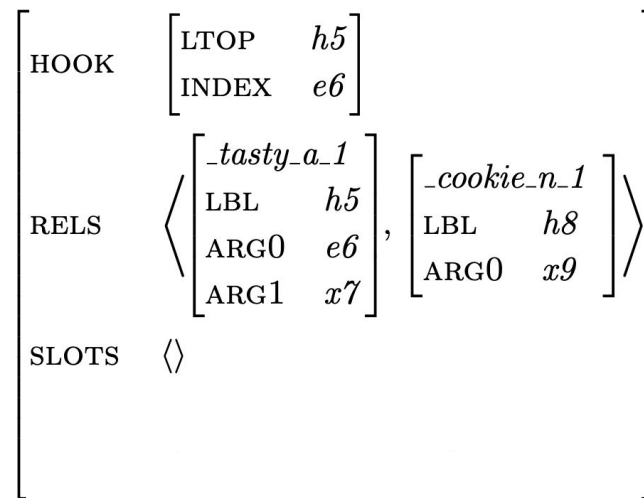 HOOK [LTOP h5
INDEX e6]
RELS ⟨[_tasty_a_1
LBL h5
ARG0 e6
ARG1 x7], [_cookie_n_1
LBL h8
ARG0 x9]⟩
SLOTS ⟨⟩